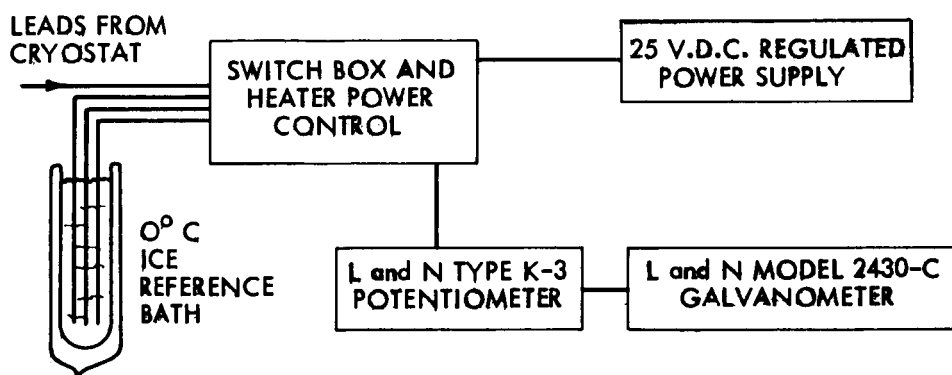 LEADS FROM
CRYOSTAT
SWITCH BOX AND
HEATER POWER
CONTROL
25 V.D.C. REGULATED
POWER SUPPLY
0° C
ICE
REFERENCE
BATH
L and N TYPE K-3
POTENTIOMETER
L and N MODEL 2430-C
GALVANOMETER